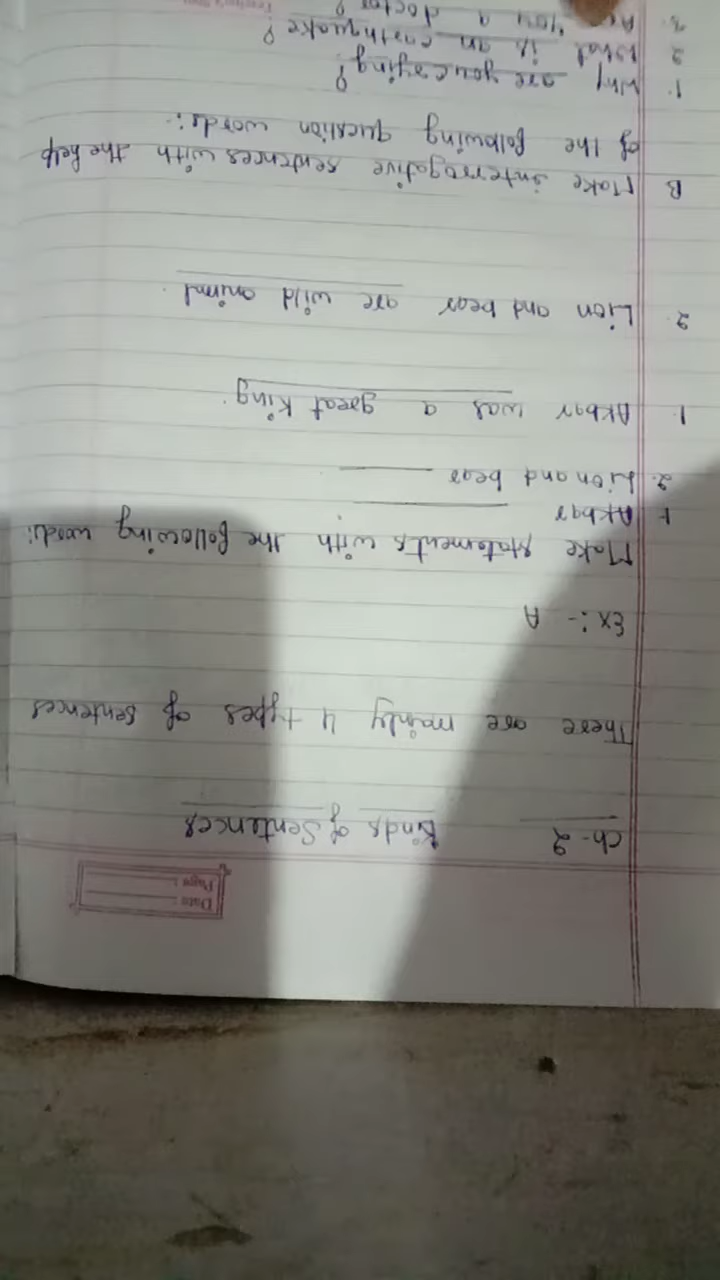 Date :
Page :
Ch-2 Kinds of Sentences
There are mainly 4 types of sentences
Ex :- A
Make statements with the following words:
1. Akbar ________.
2. Lion and bear ________.
1. Akbar was a great King.
2. Lion and bear are wild animal.
B Make interrogative sentences with the help
of the following question words:-
1. Why are you crying?
2 What is an earthquake?
3. Are you a doctor?